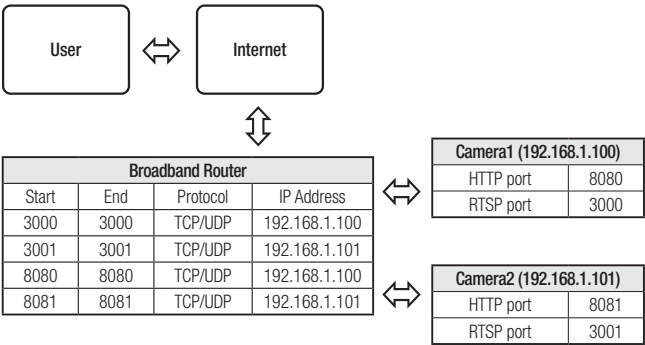 User
Internet
Broadband Router
Start End Protocol IP Address
3000 3000 TCP/UDP 192.168.1.100
3001 3001 TCP/UDP 192.168.1.101
8080 8080 TCP/UDP 192.168.1.100
8081 8081 TCP/UDP 192.168.1.101
Camera1 (192.168.1.100)
HTTP port 8080
RTSP port 3000
Camera2 (192.168.1.101)
HTTP port 8081
RTSP port 3001